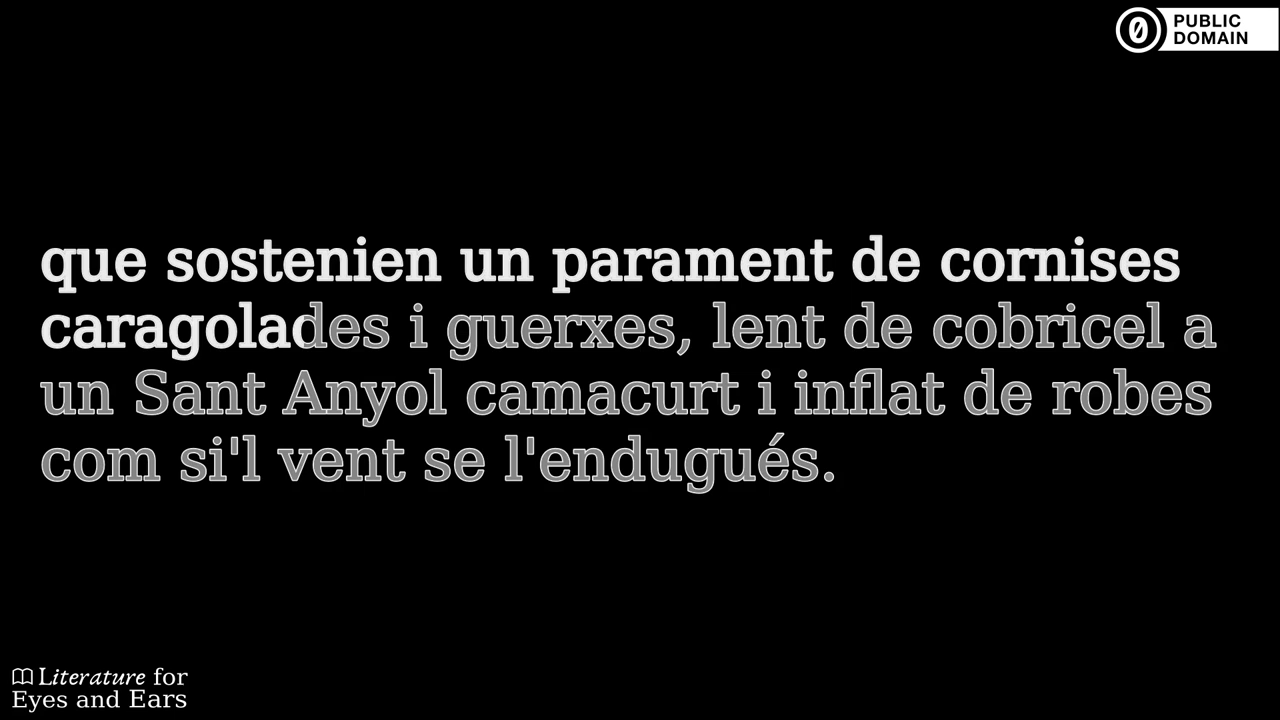 PUBLIC
DOMAIN
que sostenien un parament de cornises
caragolades i guerxes, lent de cobricel a
un Sant Anyol camacurt i inflat de robes
com si'l vent se l'endugués.
Literature for
Eyes and Ears